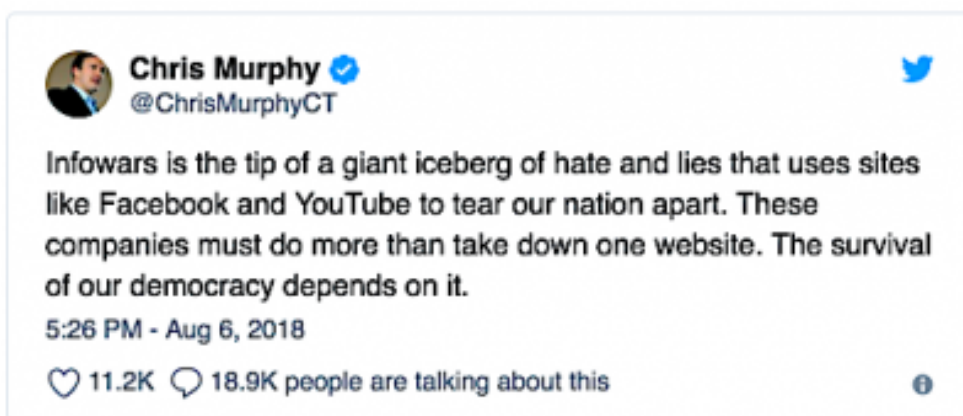 Chris Murphy
@ChrisMurphyCT
Infowars is the tip of a giant iceberg of hate and lies that uses sites
like Facebook and YouTube to tear our nation apart. These
companies must do more than take down one website. The survival
of our democracy depends on it.
5:26 PM - Aug 6, 2018
11.2K 18.9K people are talking about this